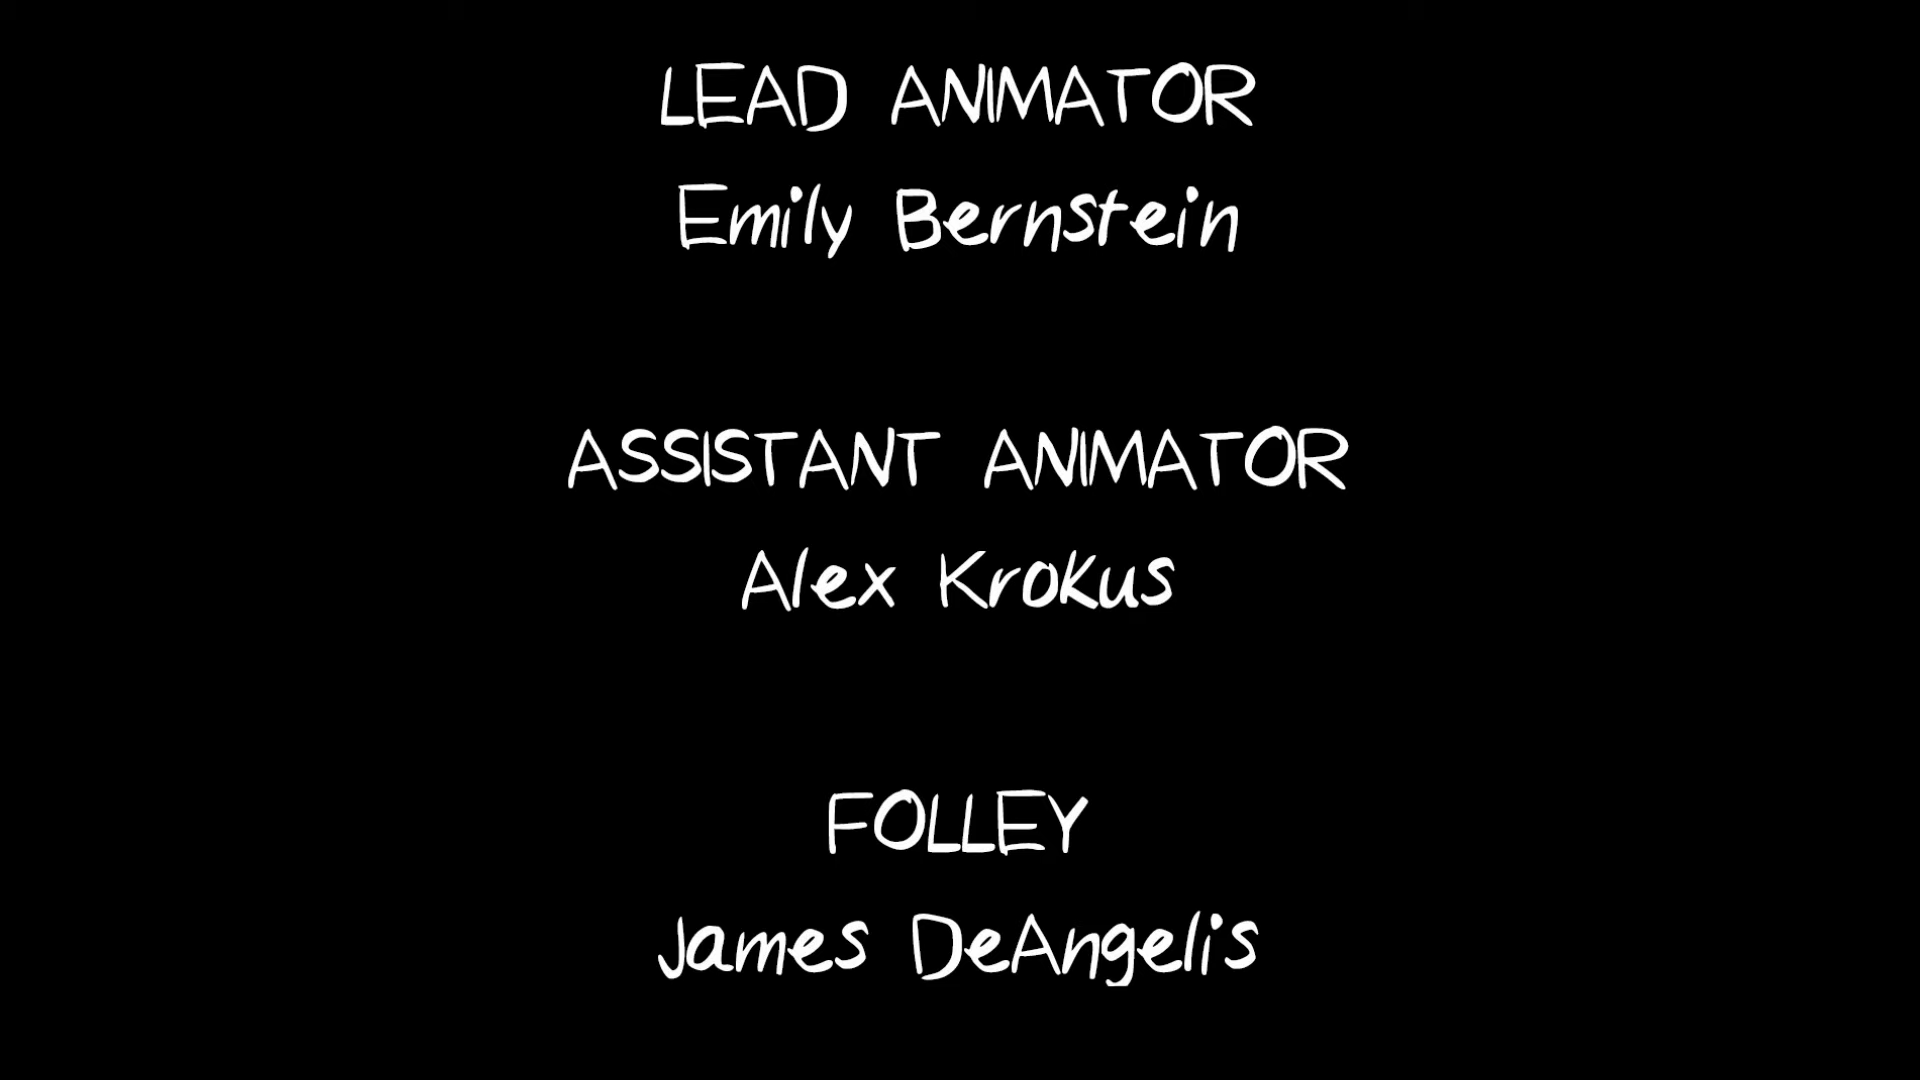 LEAD ANIMATOR
Emily Bernstein
ASSISTANT ANIMATOR
Alex Krokus
FOLLEY
James DeAngelis